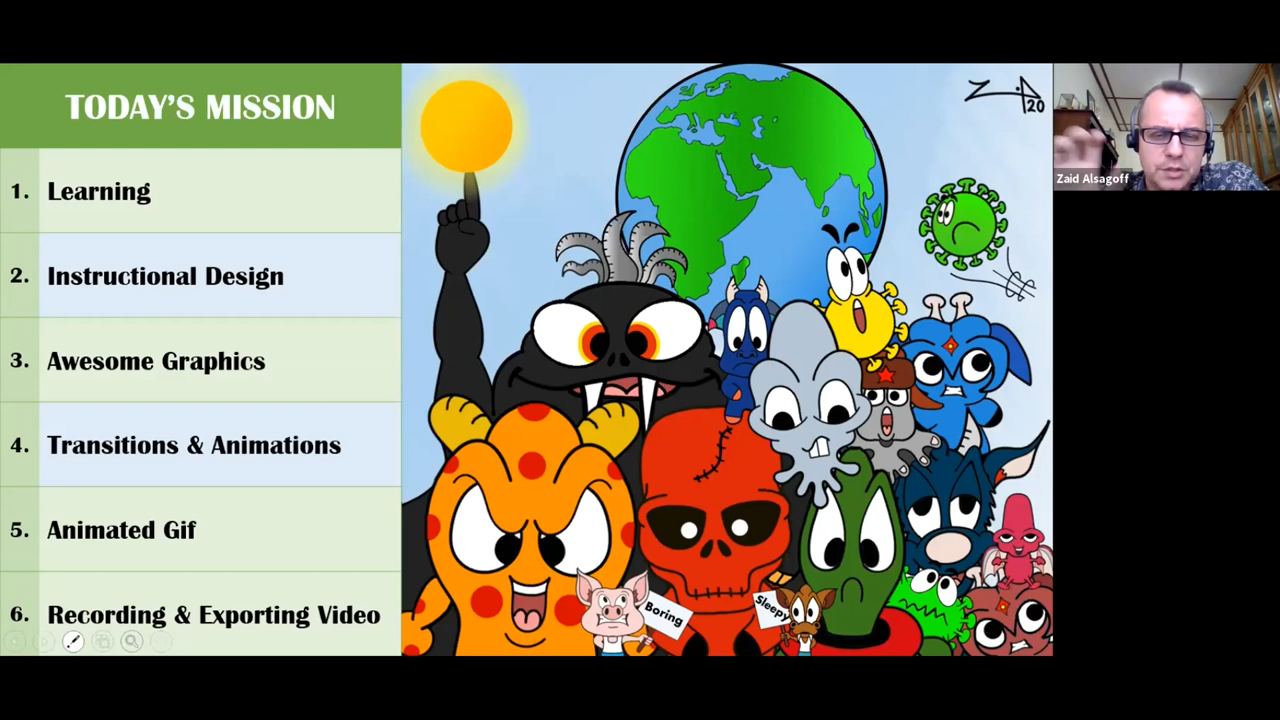 TODAY'S MISSION
1. Learning
2. Instructional Design
3. Awesome Graphics
4. Transitions & Animations
5. Animated Gif
6. Recording & Exporting Video
20
Zaid Alsagoff
Boring
Sleepy